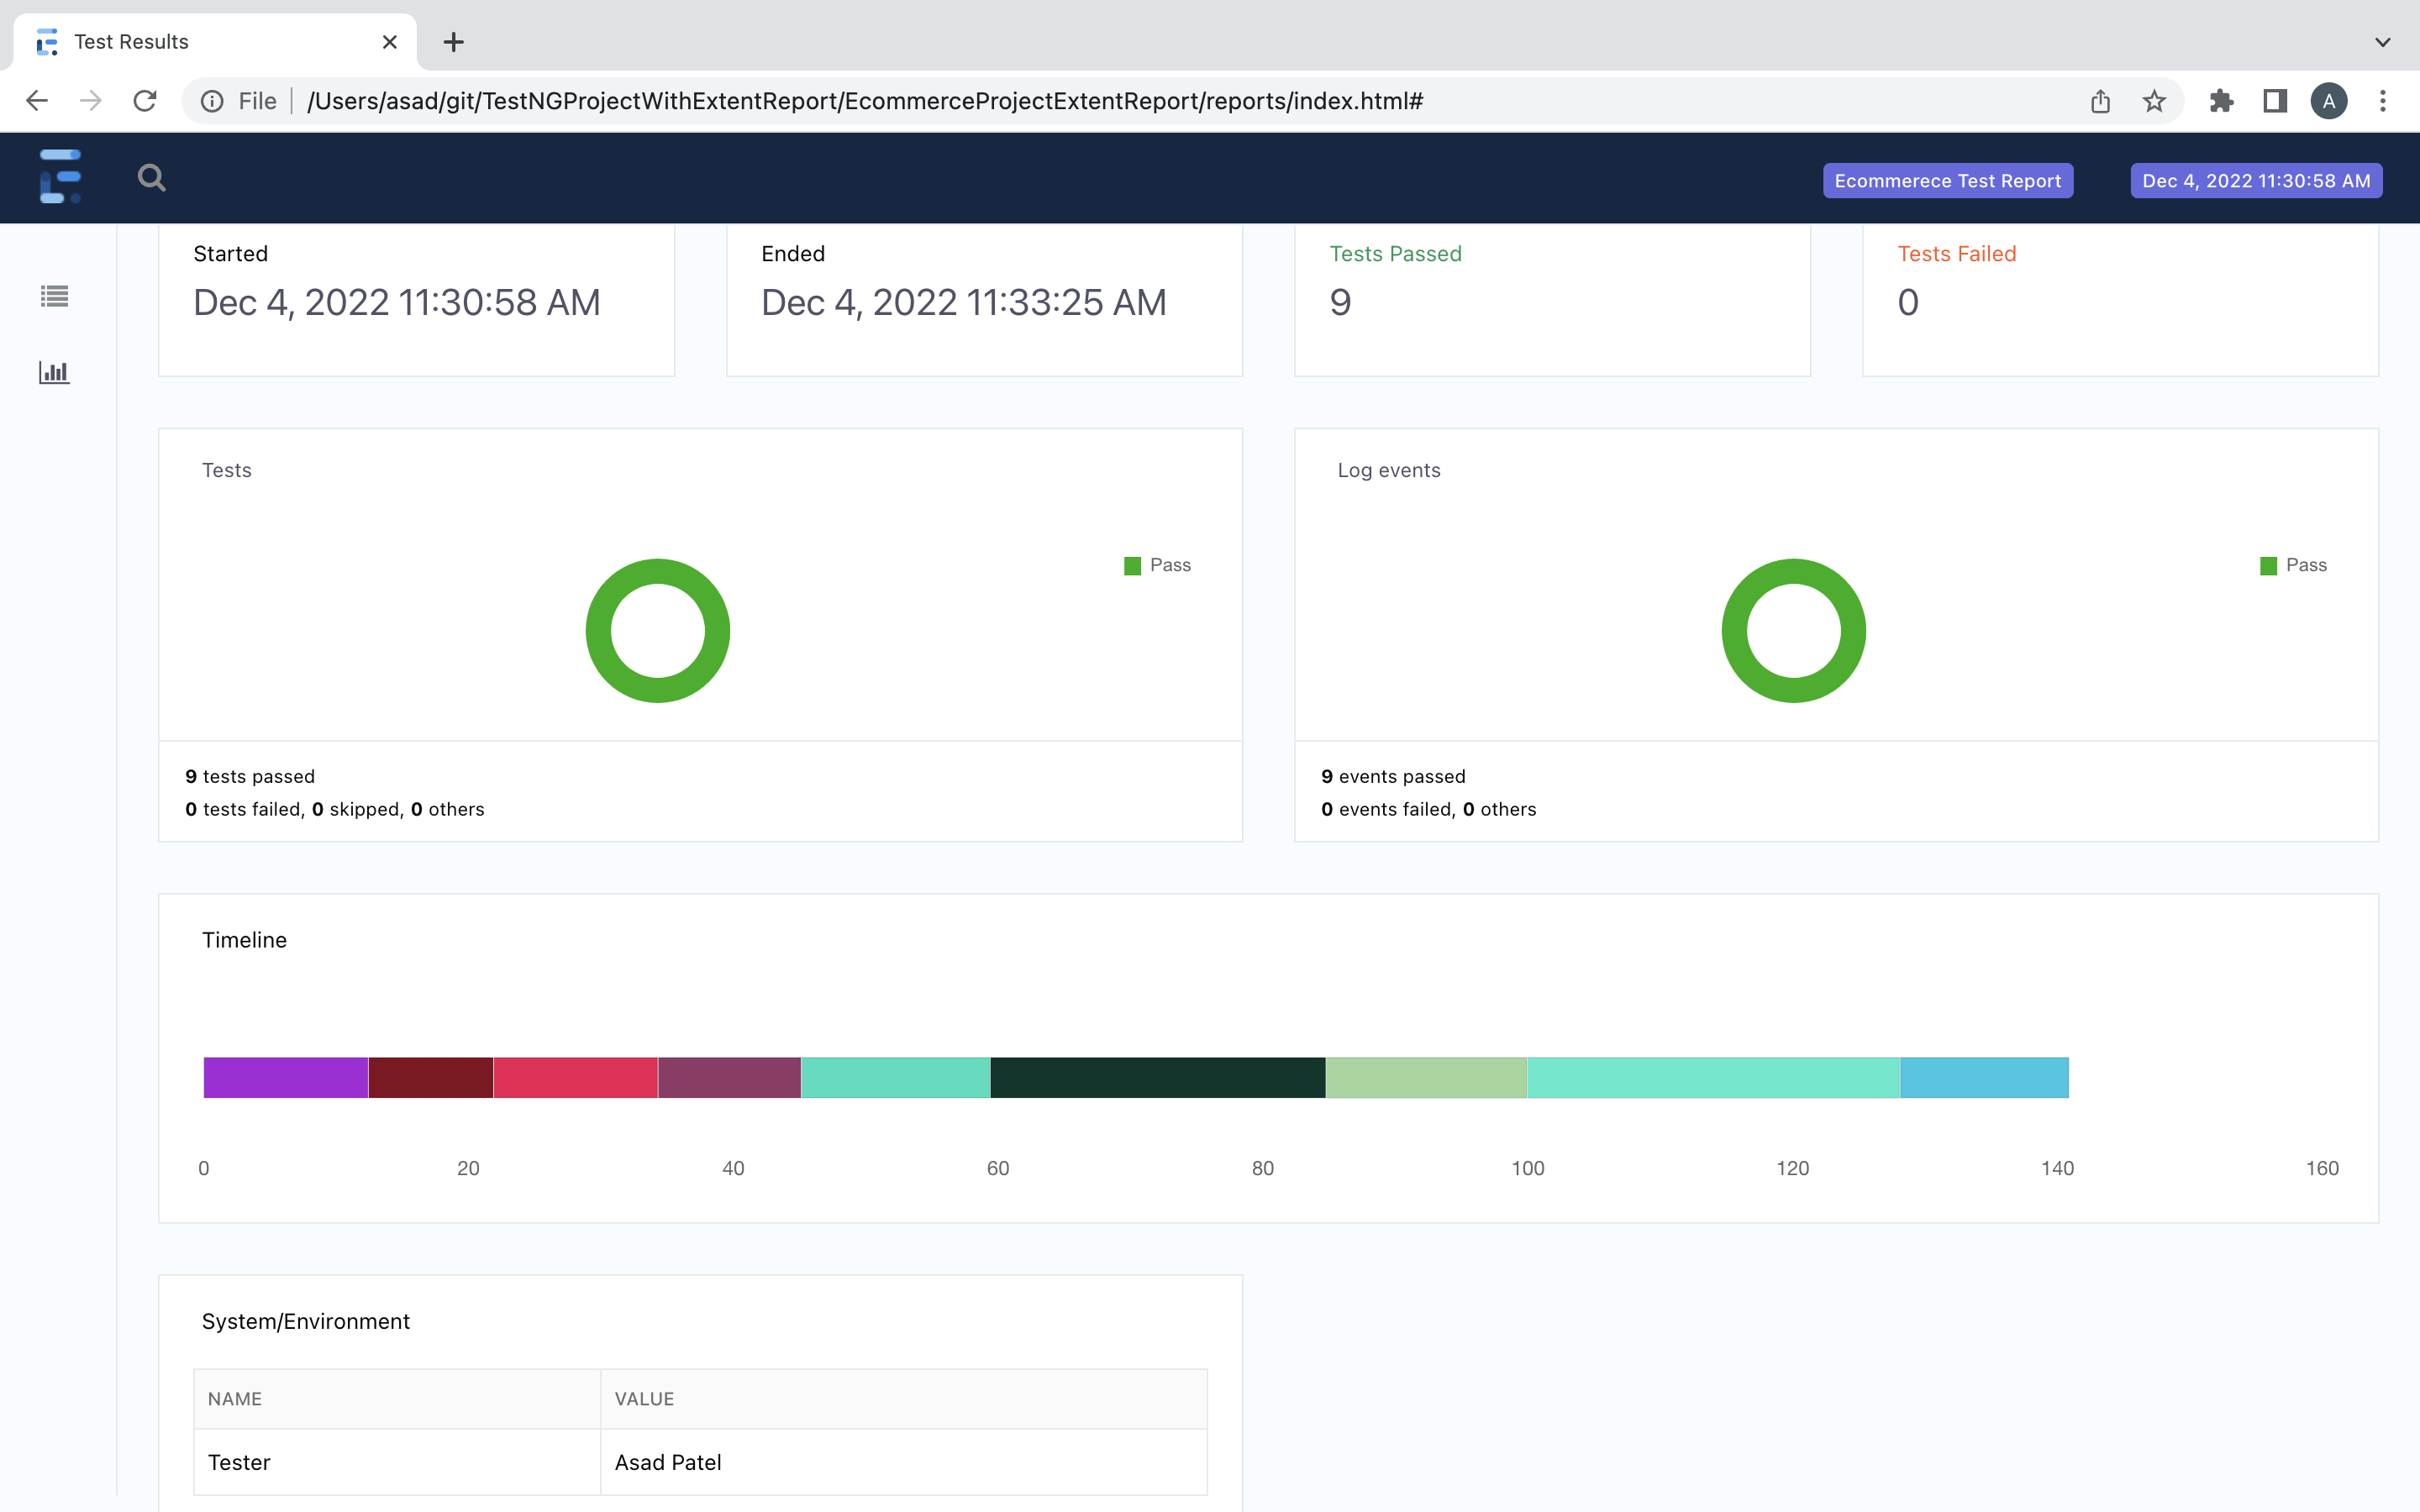 Test Results
File /Users/asad/git/TestNGProjectWithExtentReport/EcommerceProjectExtentReport/reports/index.html#
A
Ecommerece Test Report
Dec 4, 2022 11:30:58 AM
Started
Dec 4, 2022 11:30:58 AM
Ended
Dec 4, 2022 11:33:25 AM
Tests Passed
9
Tests Failed
0
Tests
Pass
9 tests passed
0 tests failed, 0 skipped, 0 others
Log events
Pass
9 events passed
0 events failed, 0 others
Timeline
0 20 40 60 80 100 120 140 160
System/Environment
NAME VALUE
Tester Asad Patel